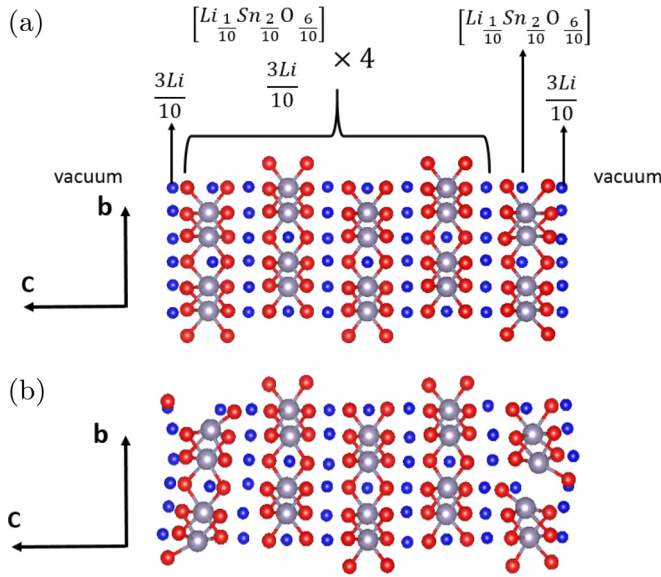 (a)
[Li 1/10 Sn 2/10 O 6/10]
[Li 1/10 Sn 2/10 O 6/10]
3Li/10
× 4
3Li/10
3Li/10
vacuum
vacuum
b
c
(b)
b
c